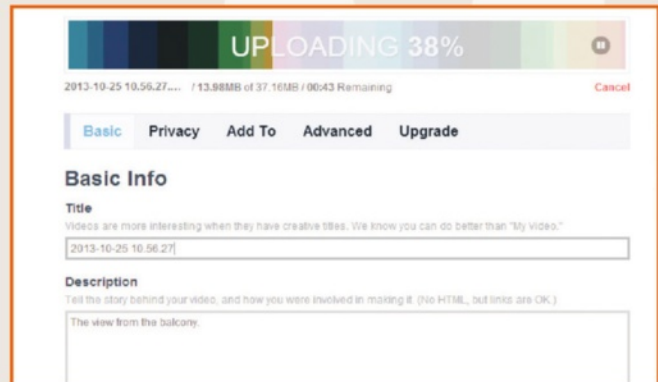 UPLOADING 38%
2013-10-25 10.56.27.... / 13.98MB of 37.16MB / 00:43 Remaining Cancel
Basic Privacy Add To Advanced Upgrade
Basic Info
Title
Videos are more interesting when they have creative titles. We know you can do better than "My Video."
2013-10-25 10.56.27
Description
Tell the story behind your video, and how you were involved in making it. (No HTML, but links are OK.)
The view from the balcony.